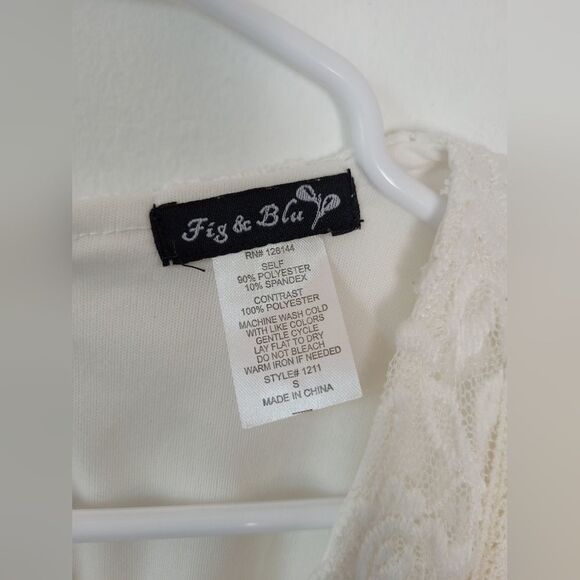 Fig & Blu
RN# 128144
SELF
90% POLYESTER
10% SPANDEX
CONTRAST
100% POLYESTER
MACHINE WASH COLD
WITH LIKE COLORS
GENTLE CYCLE
LAY FLAT TO DRY
DO NOT BLEACH
WARM IRON IF NEEDED
STYLE# 1211
S
MADE IN CHINA